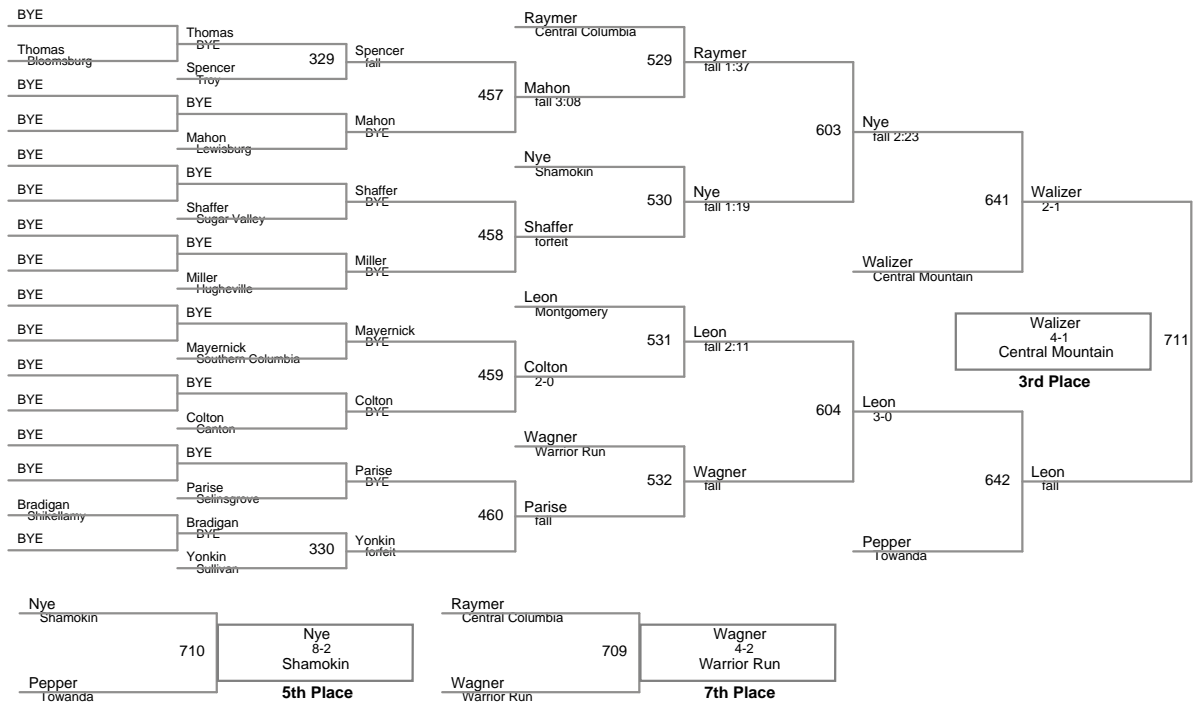 BYE
Thomas
Bloomsburg
BYE
BYE
BYE
BYE
BYE
BYE
BYE
BYE
BYE
BYE
BYE
BYE
Bradigan
Shikellamy
BYE
Thomas
BYE
Spencer
Troy
BYE
Mahon
Lewisburg
BYE
Shaffer
Sugar Valley
BYE
Miller
Hugheville
BYE
Mayernick
Southern Columbia
BYE
Colton
Canton
BYE
Parise
Selinsgrove
Bradigan
BYE
Yonkin
Sullivan
329
330
Spencer
fall
Mahon
BYE
Shaffer
BYE
Miller
BYE
Mayernick
BYE
Colton
BYE
Parise
BYE
Yonkin
forfeit
457
458
459
460
Raymer
Central Columbia
Mahon
fall 3:08
Nye
Shamokin
Shaffer
forfeit
Leon
Montgomery
Colton
2-0
Wagner
Warrior Run
Parise
fall
529
530
531
532
Raymer
fall 1:37
Nye
fall 1:19
Leon
fall 2:11
Wagner
fall
603
604
Nye
fall 2:23
Walizer
Central Mountain
Leon
3-0
Pepper
Towanda
641
642
Walizer
2-1
Leon
fall
711
Walizer
4-1
Central Mountain
3rd Place
Nye
Shamokin
710
Pepper
Towanda
Nye
8-2
Shamokin
5th Place
Raymer
Central Columbia
709
Wagner
Warrior Run
Wagner
4-2
Warrior Run
7th Place